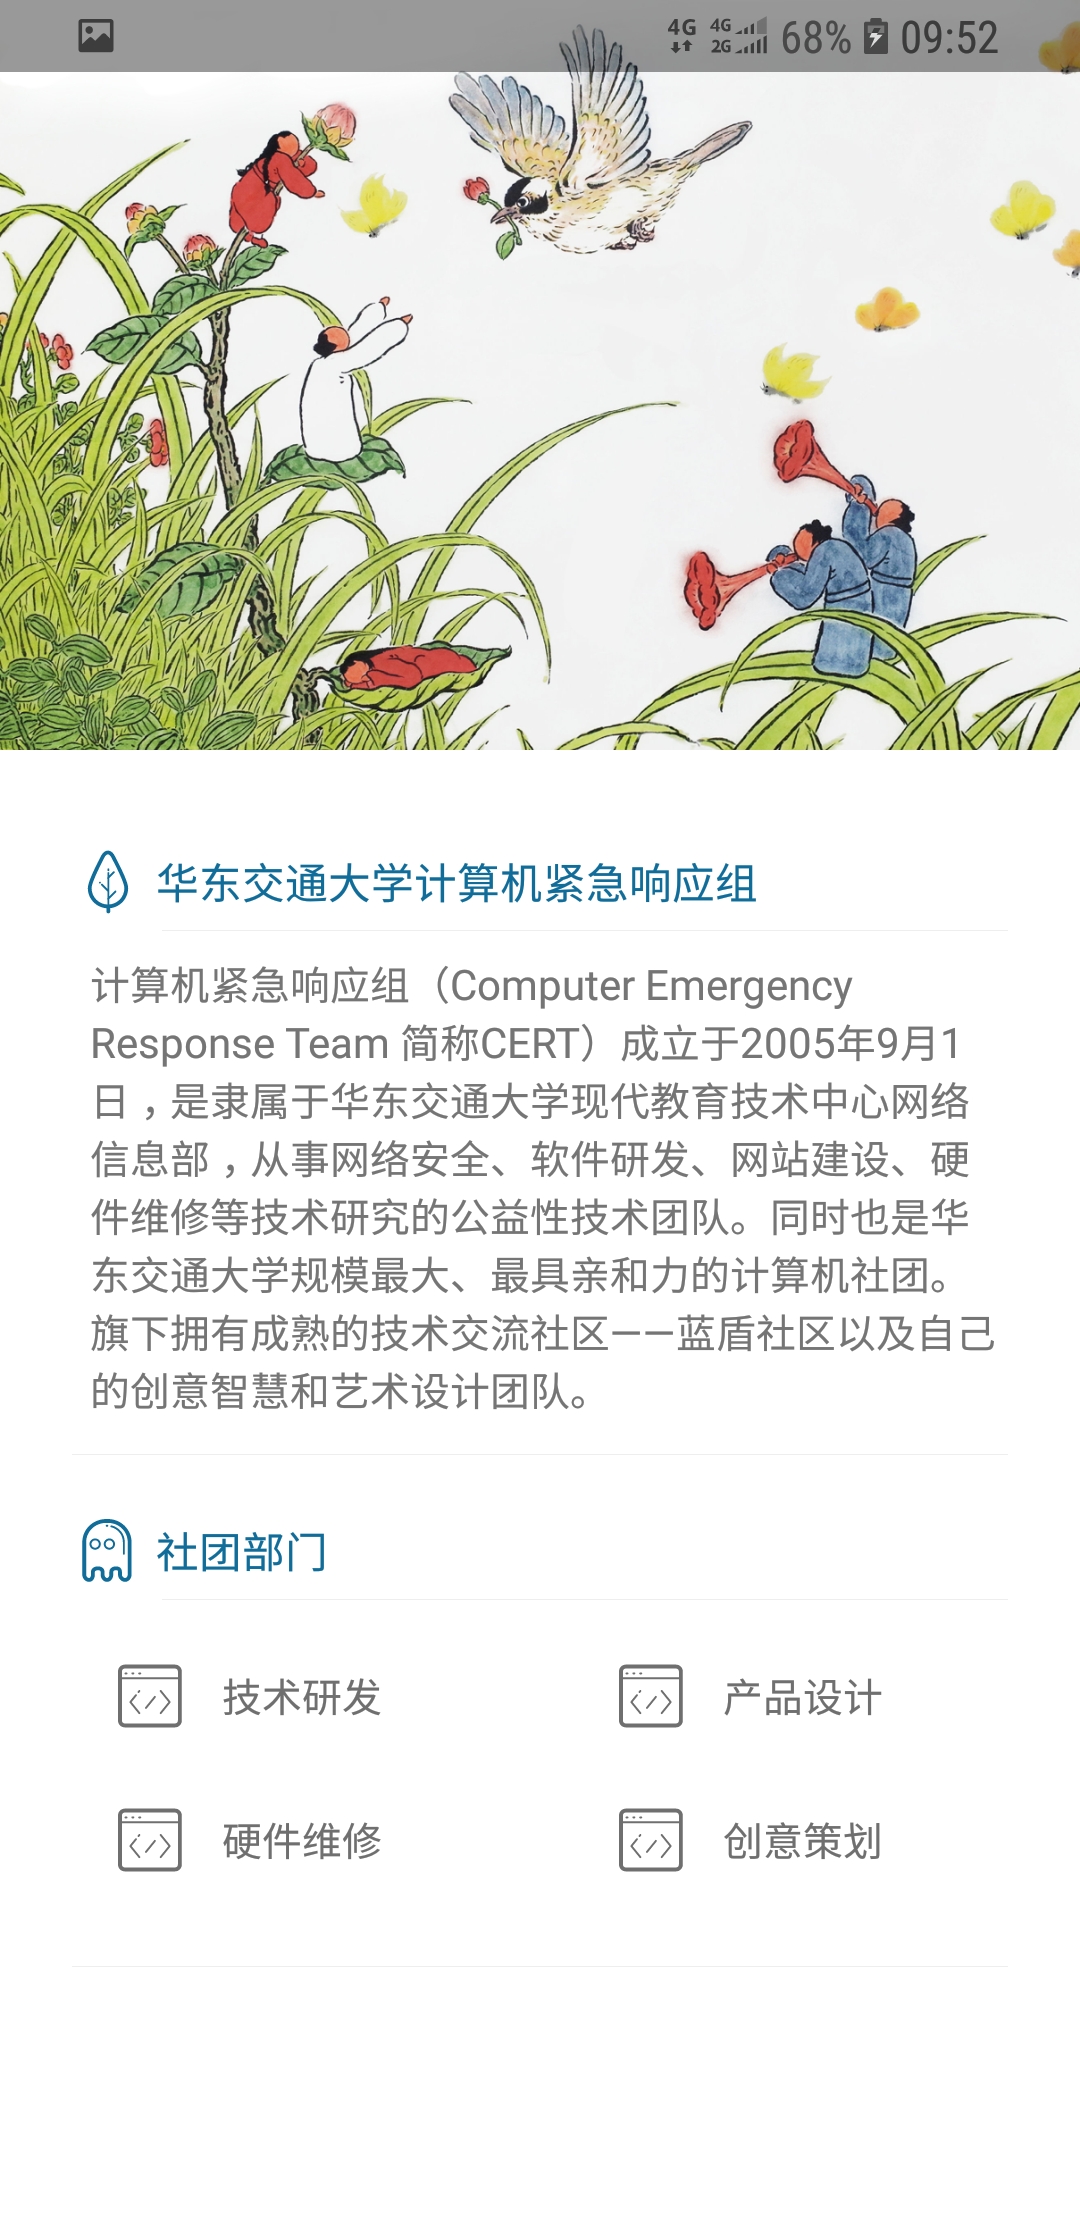 4G 4G 2G 68% 09:52
华东交通大学计算机紧急响应组
计算机紧急响应组（Computer Emergency
Response Team 简称CERT）成立于2005年9月1
日，是隶属于华东交通大学现代教育技术中心网络
信息部，从事网络安全、软件研发、网站建设、硬
件维修等技术研究的公益性技术团队。同时也是华
东交通大学规模最大、最具亲和力的计算机社团。
旗下拥有成熟的技术交流社区——蓝盾社区以及自己
的创意智慧和艺术设计团队。
社团部门
技术研发 产品设计
硬件维修 创意策划